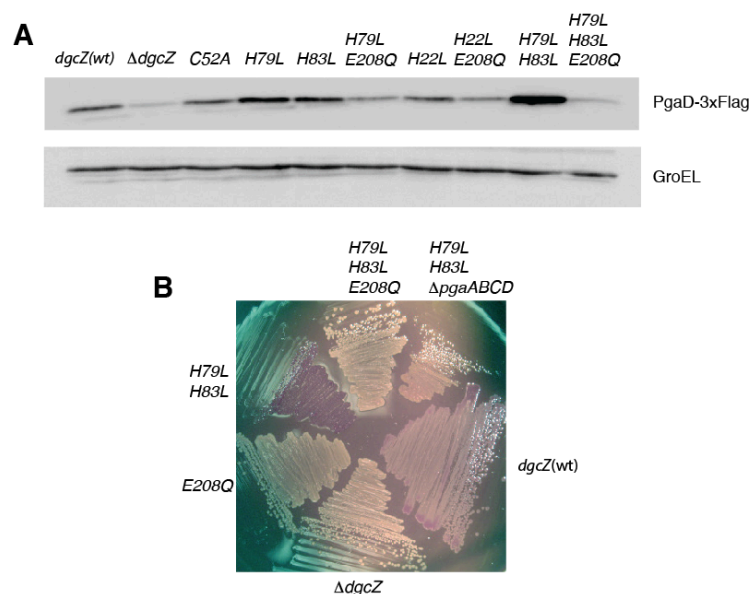 A
dgcZ(wt)
ΔdgcZ
C52A
H79L
H83L
H79L
E208Q
H22L
H22L
E208Q
H79L
H83L
H79L
H83L
E208Q
PgaD-3xFlag
GroEL
B
H79L
H83L
E208Q
H79L
H83L
ΔpgaABCD
H79L
H83L
E208Q
dgcZ(wt)
ΔdgcZ